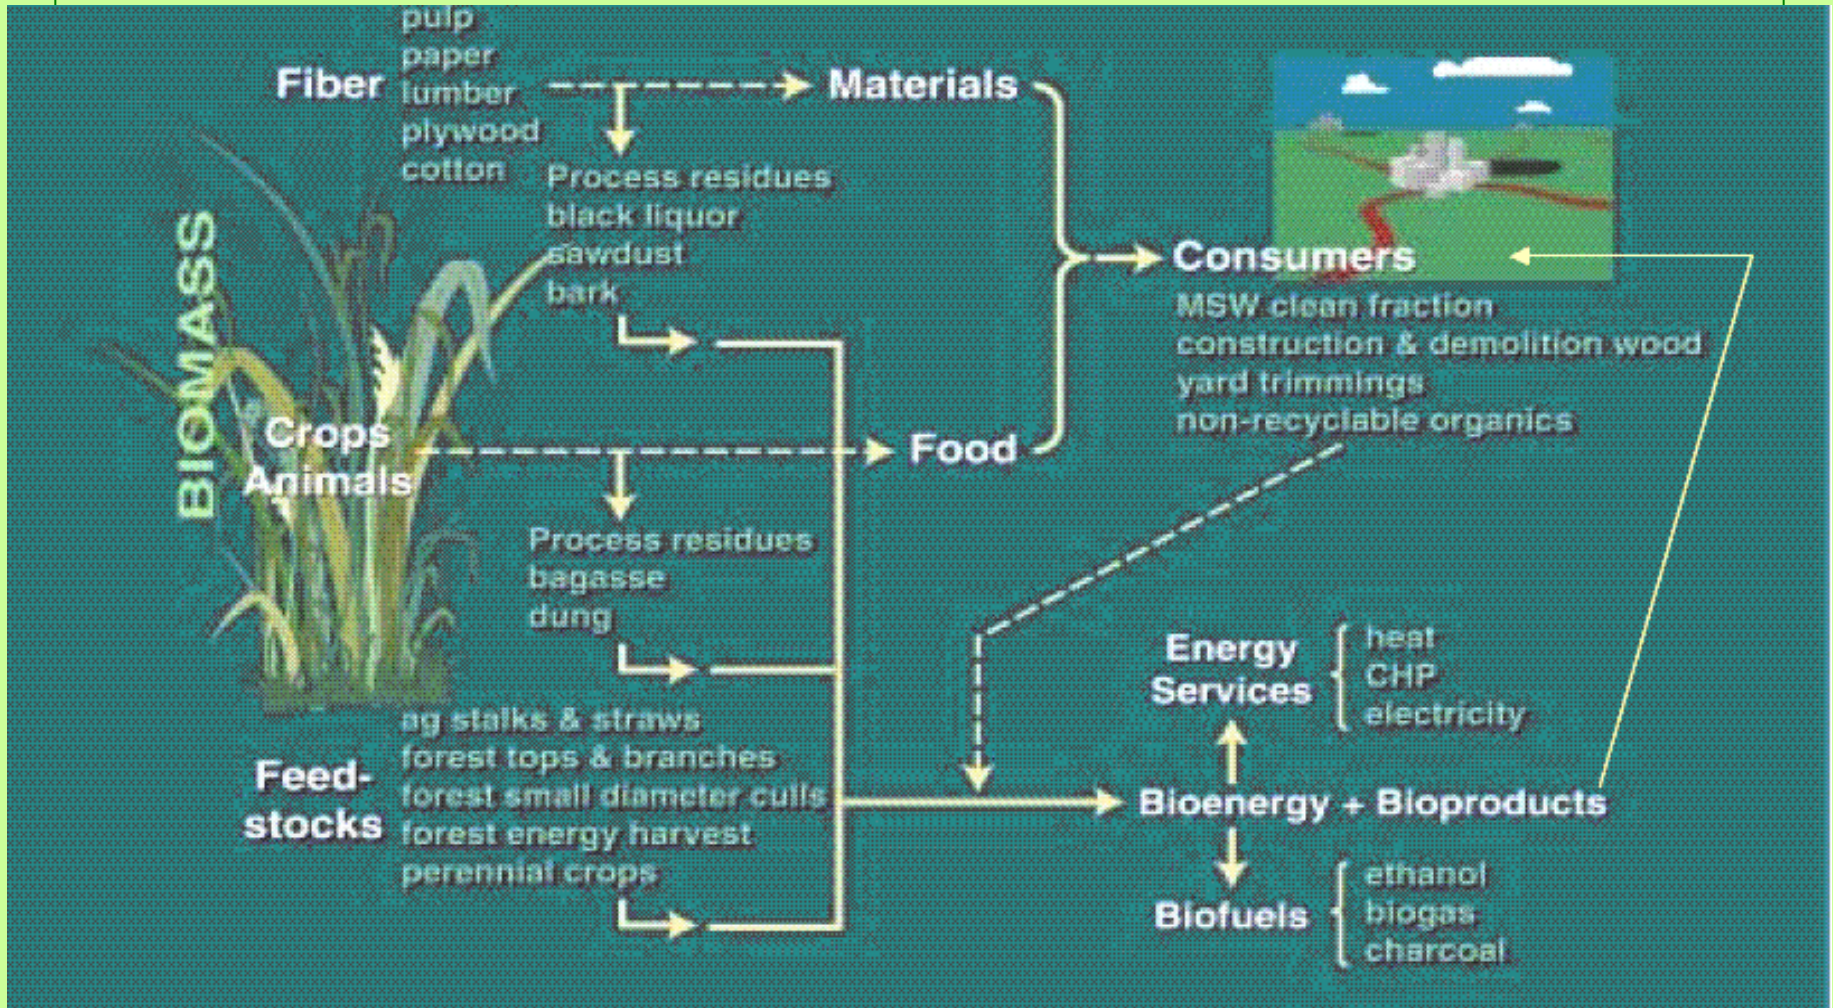 pulp
paper
Fiber
lumber
plywood
cotton
Materials
Process residues
black liquor
sawdust
bark
BIOMASS
Consumers
MSW clean fraction
construction & demolition wood
yard trimmings
non-recyclable organics
Crops
Animals
Food
Process residues
bagasse
dung
Feed-
stocks
ag stalks & straws
forest tops & branches
forest small diameter culls
forest energy harvest
perennial crops
Energy
Services
heat
CHP
electricity
Bioenergy + Bioproducts
Biofuels
ethanol
biogas
charcoal